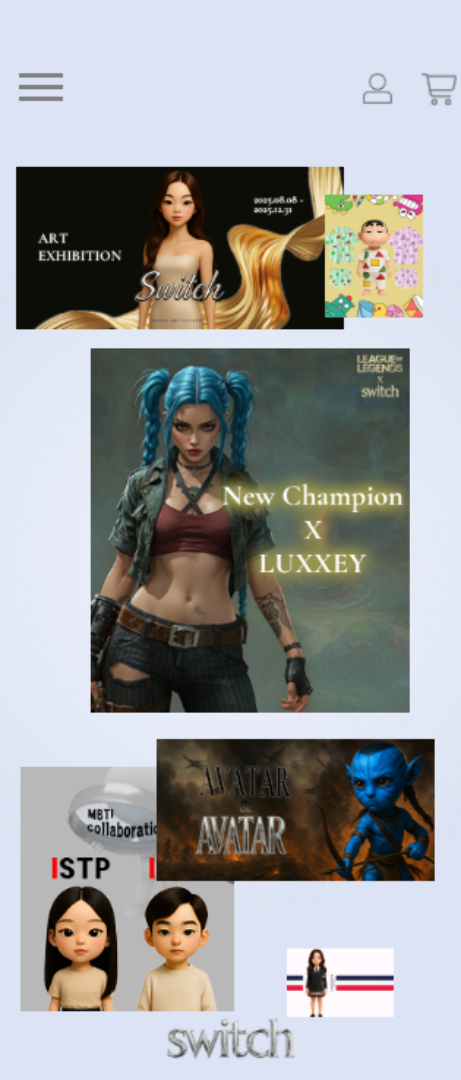 ART
EXHIBITION
2025.08.08 -
2025.12.31
Switch
LEAGUE OF
LEGENDS
X
switch
New Champion
X
LUXXEY
AVATAR
&
AVATAR
MBTI
collaboratio
ISTP I
switch